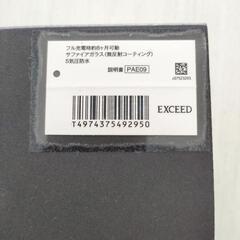 フル充電時約6ヶ月可動
サファイアガラス(無反射コーティング)
5気圧防水
説明書 PAE09
EXCEED
T4974375492950